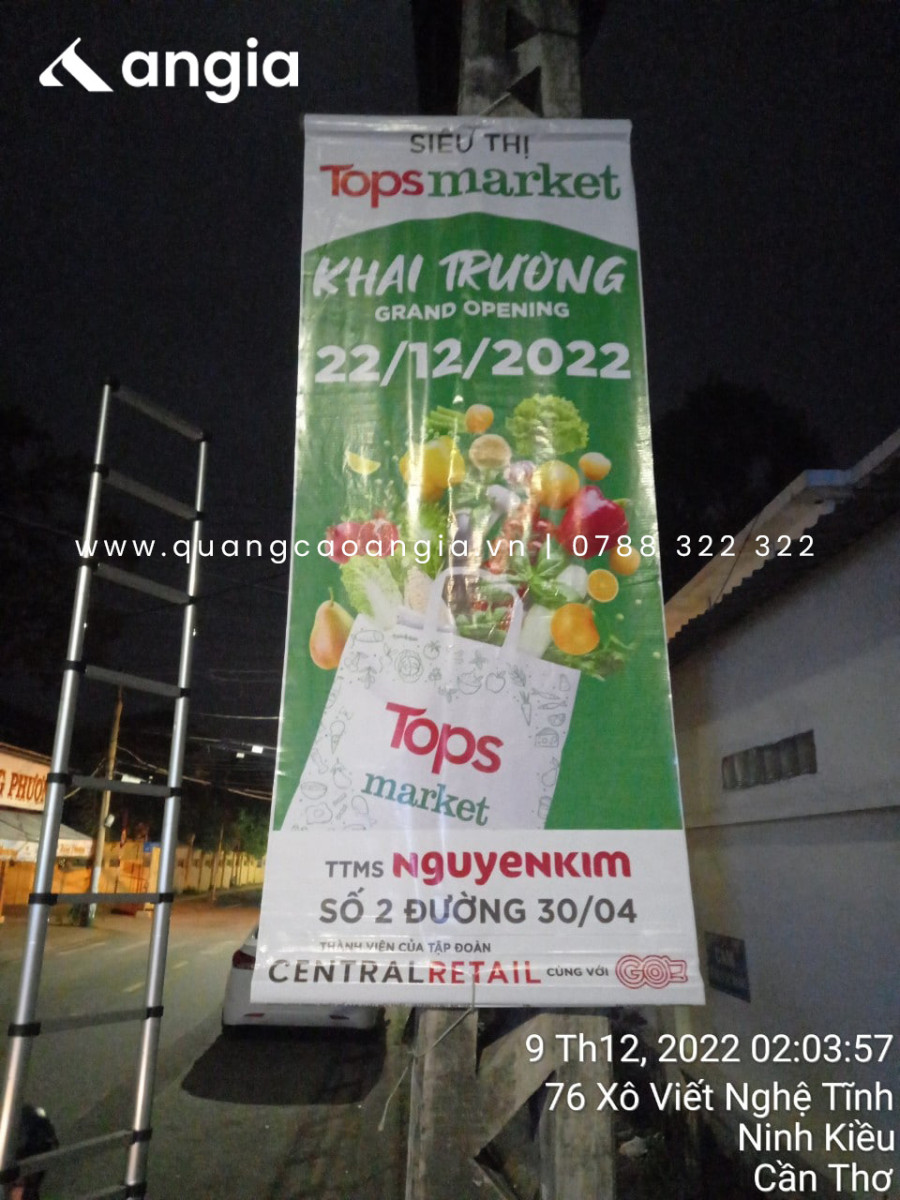 angia
SIÊU THỊ
Tops market
KHAI TRƯƠNG
GRAND OPENING
22/12/2022
www.quangcaoangia.vn | 0788 322 322
Tops
market
G PHƯƠ
TTMS NGUYENKIM
SỐ 2 ĐƯỜNG 30/04
THÀNH VIÊN CỦA TẬP ĐOÀN
CENTRALRETAIL CÙNG VỚI GO!
9 Th12, 2022 02:03:57
76 Xô Viết Nghệ Tĩnh
Ninh Kiều
Cần Thơ